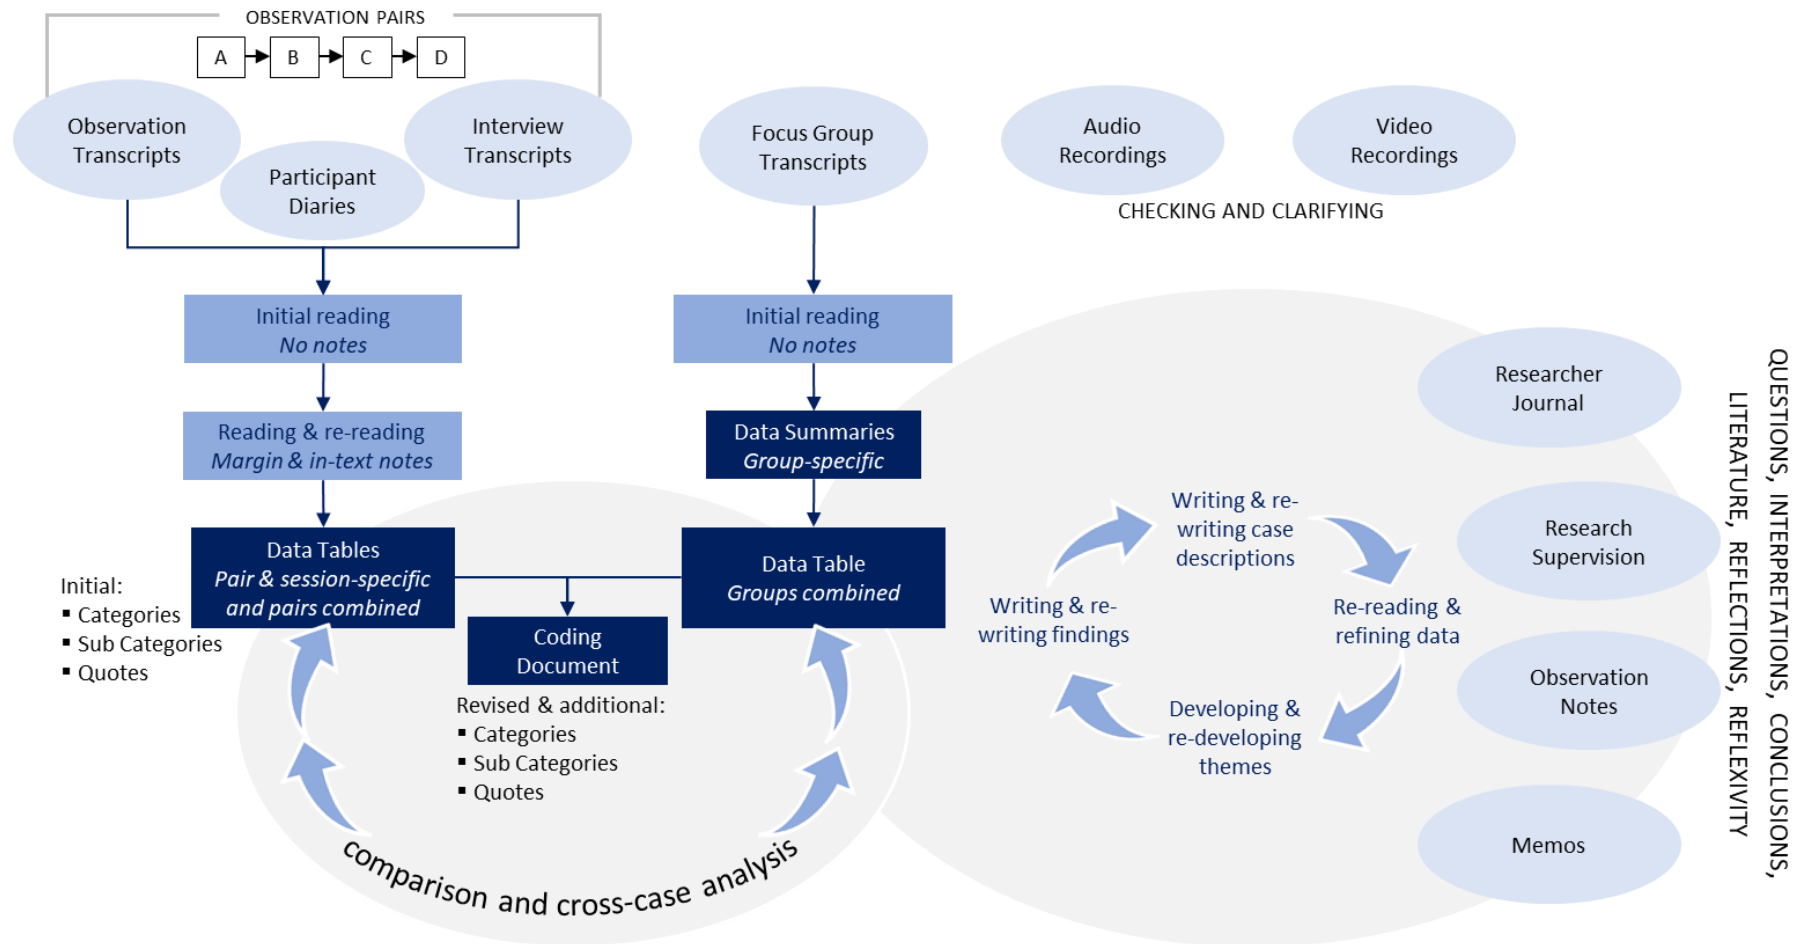 OBSERVATION PAIRS
A
B
C
D
Observation
Transcripts
Participant
Diaries
Interview
Transcripts
Focus Group
Transcripts
Audio
Recordings
Video
Recordings
CHECKING AND CLARIFYING
Initial reading
No notes
Reading & re-reading
Margin & in-text notes
Data Tables
Pair & session-specific
and pairs combined
Initial:
▪ Categories
▪ Sub Categories
▪ Quotes
Initial reading
No notes
Data Summaries
Group-specific
Data Table
Groups combined
Coding
Document
Revised & additional:
▪ Categories
▪ Sub Categories
▪ Quotes
comparison and cross-case analysis
Writing & re-
writing case
descriptions
Re-reading &
refining data
Developing &
re-developing
themes
Writing & re-
writing findings
Researcher
Journal
Research
Supervision
Observation
Notes
Memos
QUESTIONS, INTERPRETATIONS, CONCLUSIONS,
LITERATURE, REFLECTIONS, REFLEXIVITY